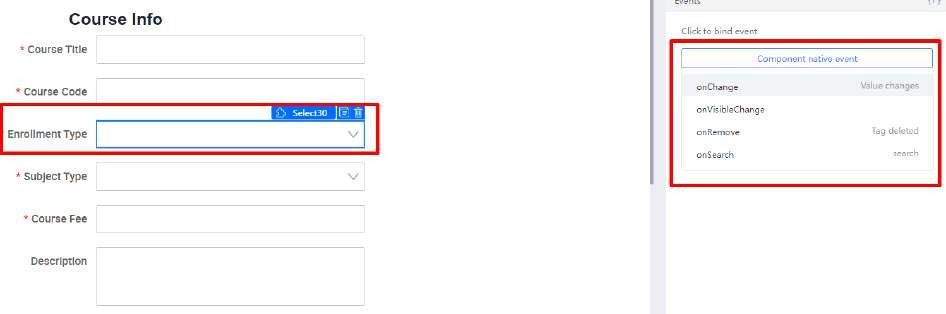 Course Info
* Course Title
* Course Code
Select30
Enrollment Type
* Subject Type
* Course Fee
Description
Events
Click to bind event
Component native event
onChange Value changes
onVisibleChange
onRemove Tag deleted
onSearch search